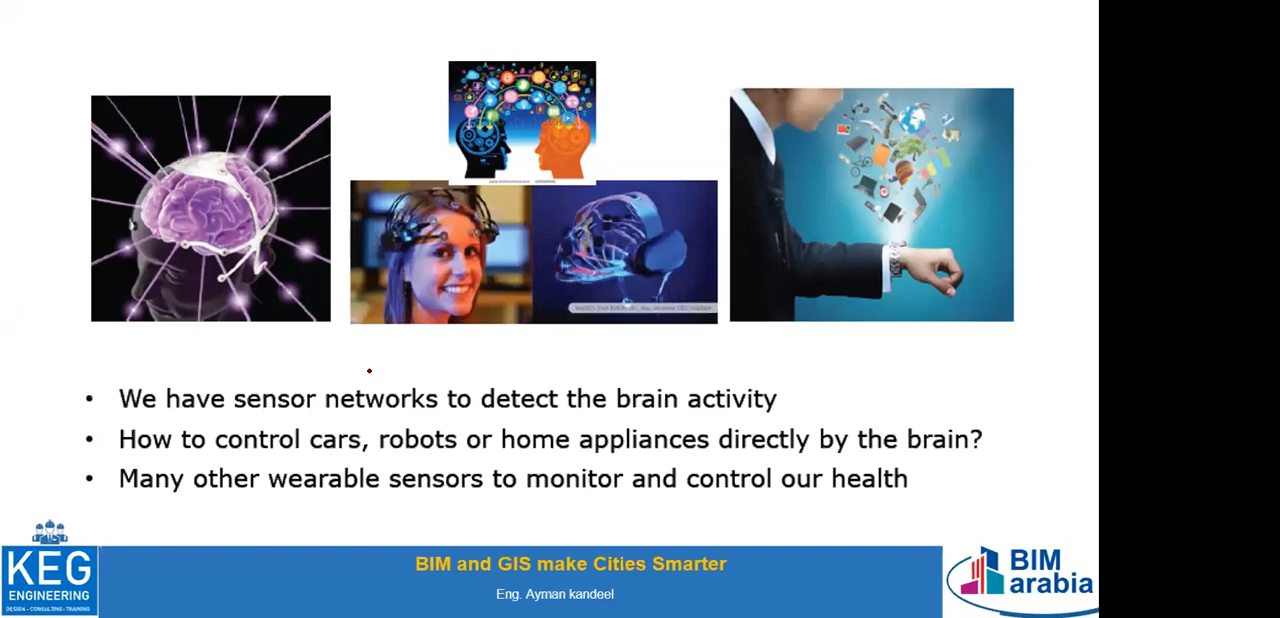 • We have sensor networks to detect the brain activity
• How to control cars, robots or home appliances directly by the brain?
• Many other wearable sensors to monitor and control our health
KEG
ENGINEERING
DESIGN - CONSULTING - TRAINING
BIM and GIS make Cities Smarter
Eng. Ayman kandeel
BIM
arabia